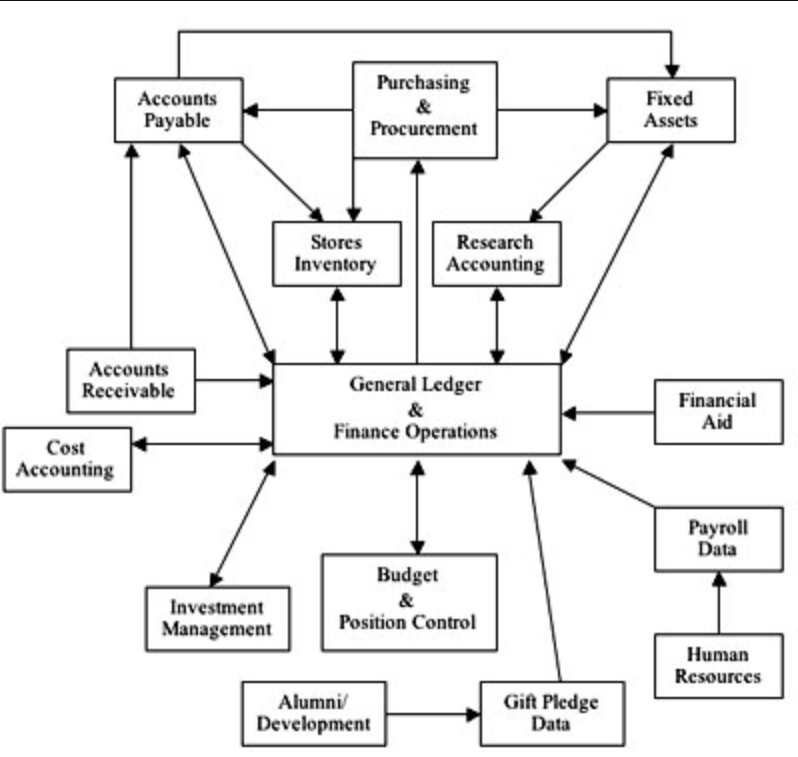 Accounts
Payable
Purchasing
&
Procurement
Fixed
Assets
Stores
Inventory
Research
Accounting
Accounts
Receivable
General Ledger
&
Finance Operations
Financial
Aid
Cost
Accounting
Payroll
Data
Investment
Management
Budget
&
Position Control
Human
Resources
Alumni/
Development
Gift Pledge
Data